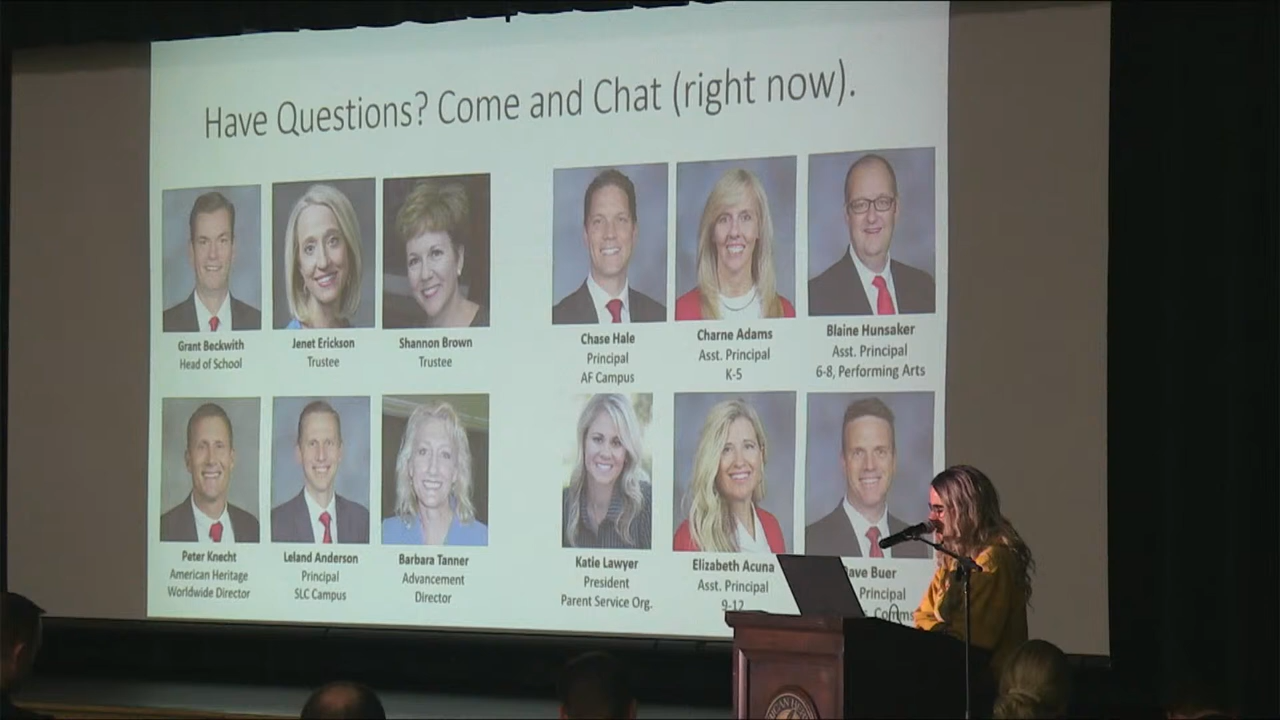 Have Questions? Come and Chat (right now).
Grant Beckwith
Head of School
Jenet Erickson
Trustee
Shannon Brown
Trustee
Chase Hale
Principal
AF Campus
Charne Adams
Asst. Principal
K-5
Blaine Hunsaker
Asst. Principal
6-8, Performing Arts
Peter Knecht
American Heritage
Worldwide Director
Leland Anderson
Principal
SLC Campus
Barbara Tanner
Advancement
Director
Katie Lawyer
President
Parent Service Org.
Elizabeth Acuna
Asst. Principal
9-12
Buer
Principal
Comms